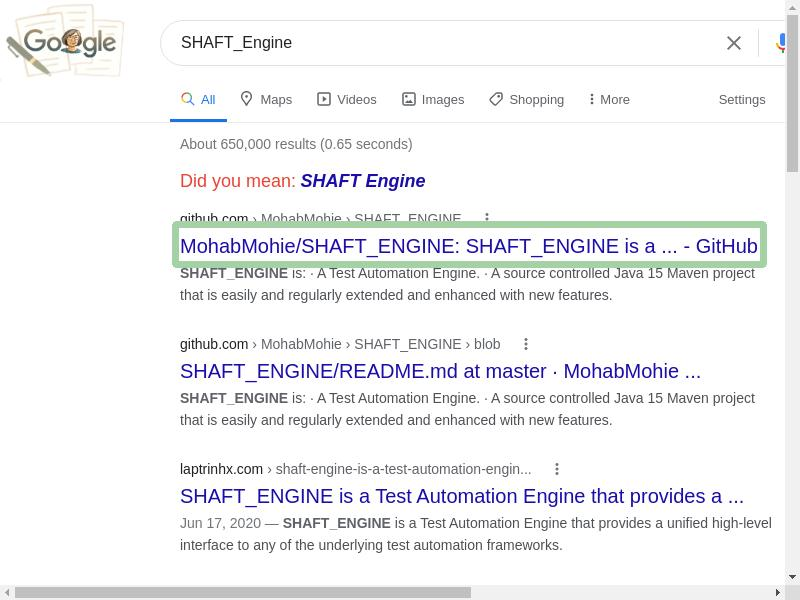 Google
SHAFT_Engine
All Maps Videos Images Shopping More Settings
About 650,000 results (0.65 seconds)
Did you mean: SHAFT Engine
github.com › MohabMohie › SHAFT_ENGINE
MohabMohie/SHAFT_ENGINE: SHAFT_ENGINE is a ... - GitHub
SHAFT_ENGINE is: · A Test Automation Engine. · A source controlled Java 15 Maven project
that is easily and regularly extended and enhanced with new features.
github.com › MohabMohie › SHAFT_ENGINE › blob
SHAFT_ENGINE/README.md at master · MohabMohie ...
SHAFT_ENGINE is: · A Test Automation Engine. · A source controlled Java 15 Maven project
that is easily and regularly extended and enhanced with new features.
laptrinhx.com › shaft-engine-is-a-test-automation-engin...
SHAFT_ENGINE is a Test Automation Engine that provides a ...
Jun 17, 2020 — SHAFT_ENGINE is a Test Automation Engine that provides a unified high-level
interface to any of the underlying test automation frameworks.